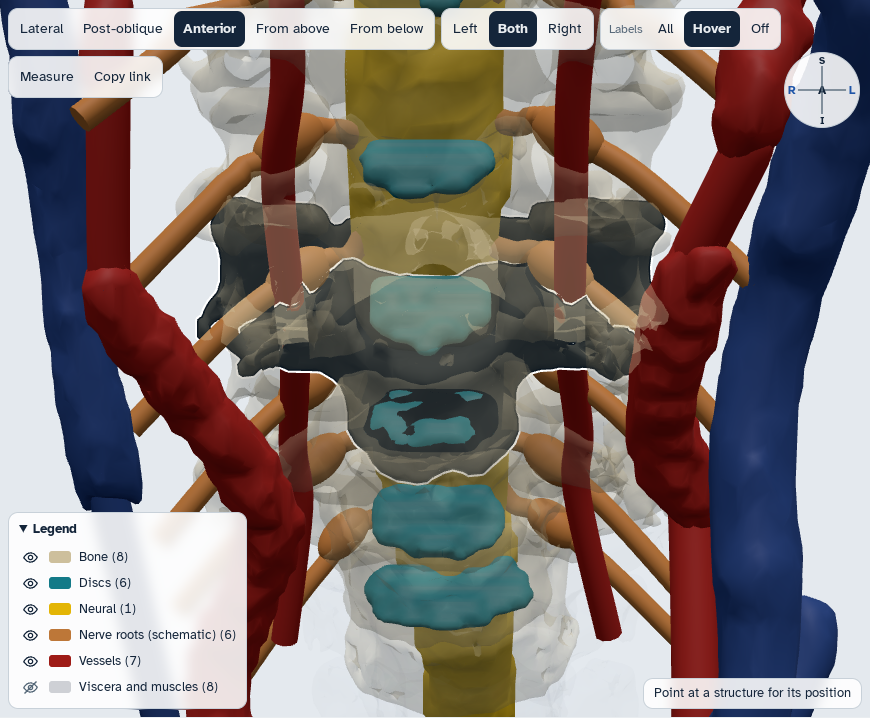 Lateral Post-oblique Anterior From above From below Left Both Right Labels All Hover Off
Measure Copy link
S
R A L
I
▼ Legend
Bone (8)
Discs (6)
Neural (1)
Nerve roots (schematic) (6)
Vessels (7)
Viscera and muscles (8)
Point at a structure for its position